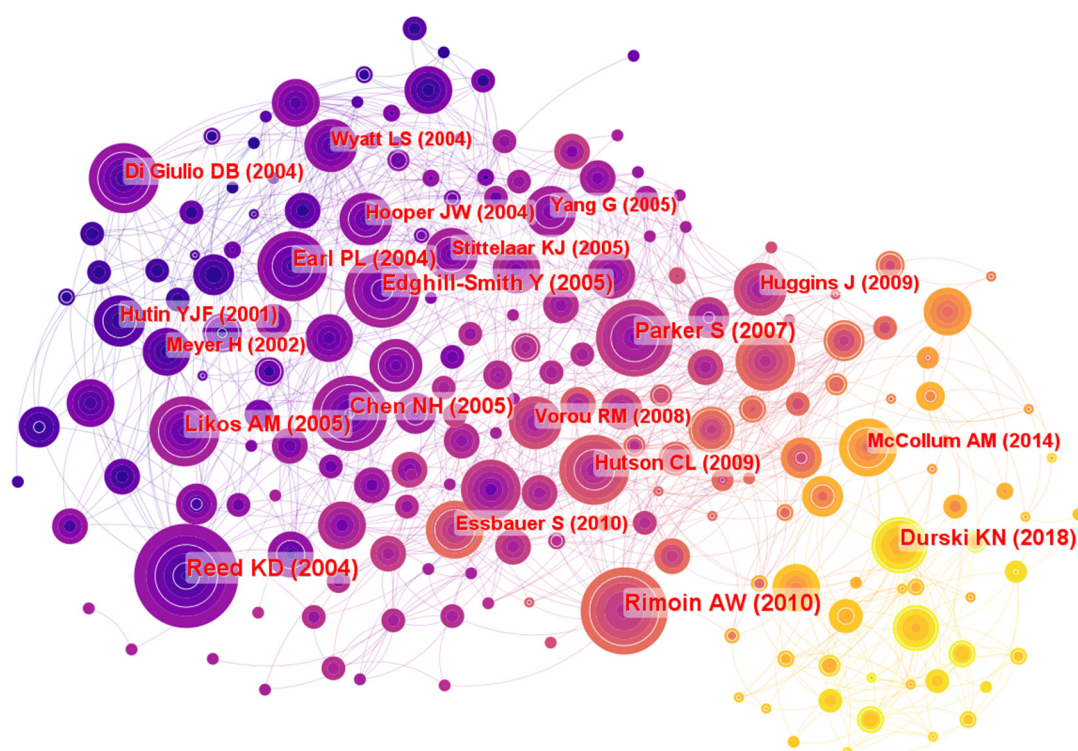 Wyatt LS (2004)
Di Giulio DB (2004)
Yang G (2005)
Hooper JW (2004)
Stittelaar KJ (2005)
Earl PL (2004)
Edghill-Smith Y (2005)
Huggins J (2009)
Hutin YJF (2001)
Parker S (2007)
Meyer H (2002)
Chen NH (2005)
Vorou RM (2008)
Likos AM (2005)
McCollum AM (2014)
Hutson CL (2009)
Essbauer S (2010)
Durski KN (2018)
Reed KD (2004)
Rimoin AW (2010)